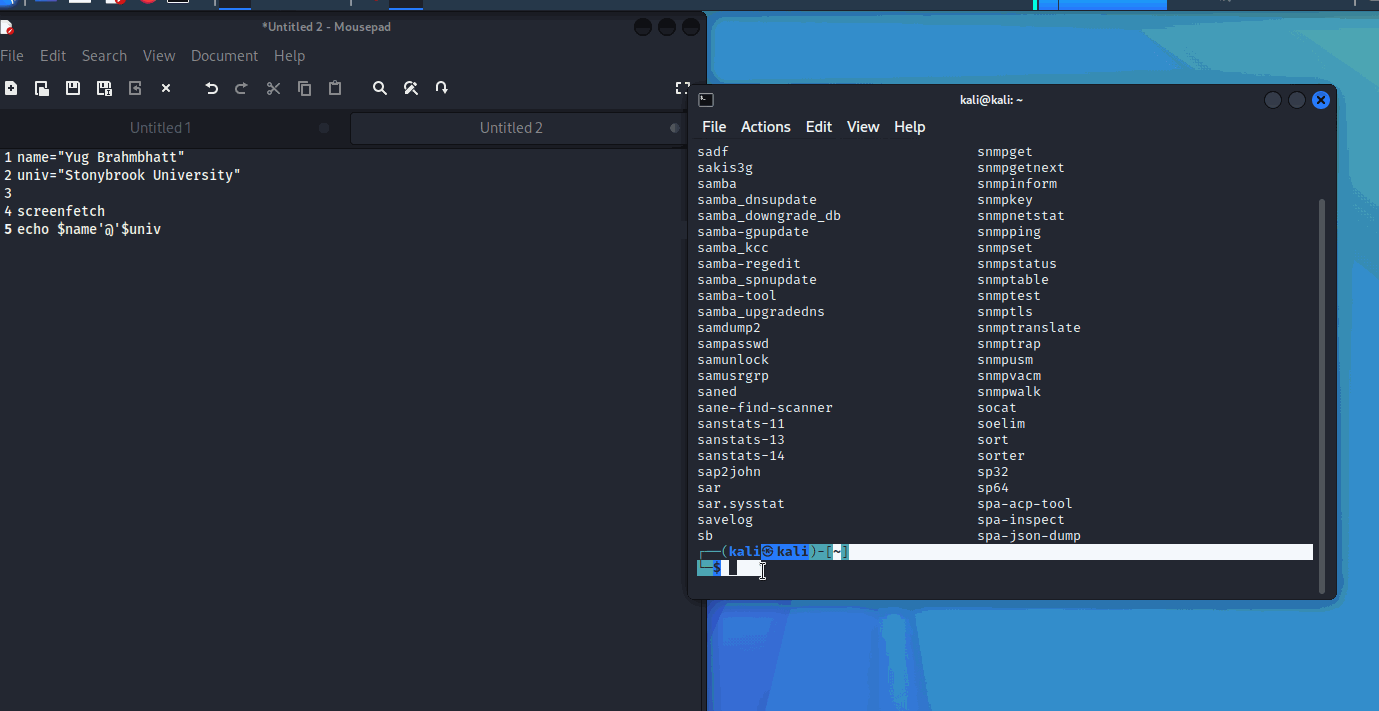 *Untitled 2 - Mousepad
File Edit Search View Document Help
Untitled 1 Untitled 2
1 name="Yug Brahmbhatt"
2 univ="Stonybrook University"
3
4 screenfetch
5 echo $name'@'$univ
kali@kali: ~
File Actions Edit View Help
sadf snmpget
sakis3g snmpgetnext
samba snmpinform
samba_dnsupdate snmpkey
samba_downgrade_db snmpnetstat
samba-gpupdate snmpping
samba_kcc snmpset
samba-regedit snmpstatus
samba_spnupdate snmptable
samba-tool snmptest
samba_upgradedns snmptls
samdump2 snmptranslate
sampasswd snmptrap
samunlock snmpusm
samusrgrp snmpvacm
saned snmpwalk
sane-find-scanner socat
sanstats-11 soelim
sanstats-13 sort
sanstats-14 sorter
sap2john sp32
sar sp64
sar.sysstat spa-acp-tool
savelog spa-inspect
sb spa-json-dump
┌──(kali㉿kali)-[~]
└─$